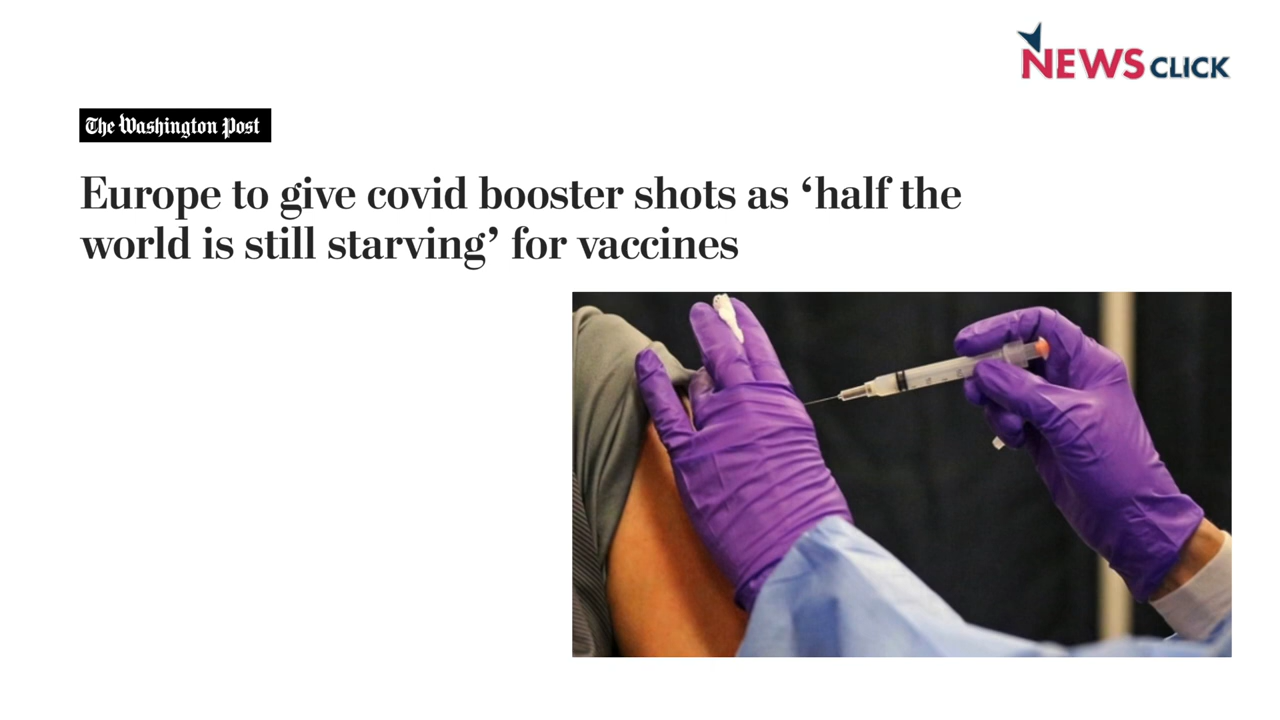 NEWSCLICK
The Washington Post
Europe to give covid booster shots as ‘half the
world is still starving’ for vaccines